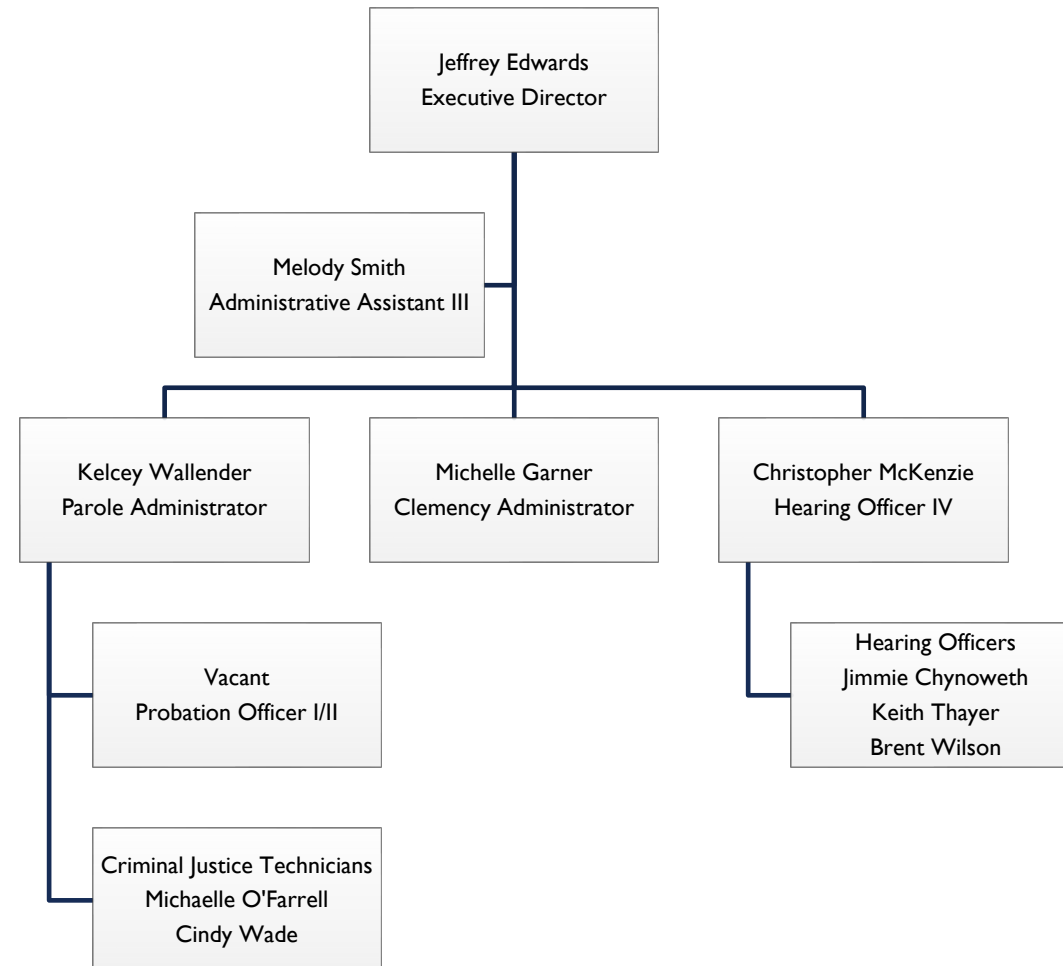 Jeffrey Edwards
Executive Director
Melody Smith
Administrative Assistant III
Kelcey Wallender
Parole Administrator
Michelle Garner
Clemency Administrator
Christopher McKenzie
Hearing Officer IV
Vacant
Probation Officer I/II
Hearing Officers
Jimmie Chynoweth
Keith Thayer
Brent Wilson
Criminal Justice Technicians
Michaelle O'Farrell
Cindy Wade